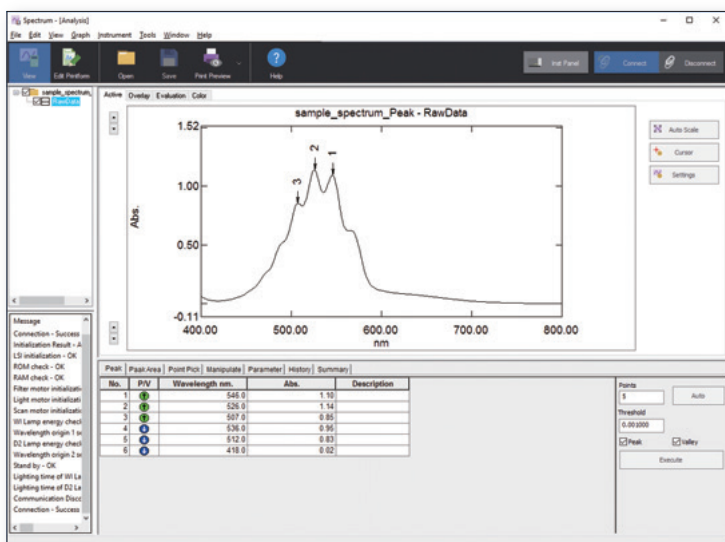 Spectrum - [Analysis]
File Edit View Graph Instrument Tools Window Help
View Edit Printform Open Save Print Preview Help Inst Panel Connect Disconnect
sample_spectrum_
RawData
Active Overlay Evaluation Color
sample_spectrum_Peak - RawData
1.52
1.00
0.50
-0.11
Abs.
3 2 1
400.00 500.00 600.00 700.00 800.00
nm
Auto Scale
Cursor
Settings
Message
Connection - Success
Initialization Result - A
LSI initialization - OK
ROM check - OK
RAM check - OK
Filter motor initializatio
Light motor initializatio
Scan motor initializatio
WI Lamp energy check
Wavelength origin 1 se
D2 Lamp energy check
Wavelength origin 2 se
Stand by - OK
Lighting time of WI La
Lighting time of D2 La
Communication Disco
Connection - Success
Peak Peak Area Point Pick Manipulate Parameter History Summary
No. P/V Wavelength nm. Abs. Description
1 546.0 1.10
2 526.0 1.14
3 507.0 0.85
4 536.0 0.95
5 512.0 0.83
6 418.0 0.02
Points
5
Auto
Threshold
0.001000
Peak Valley
Execute